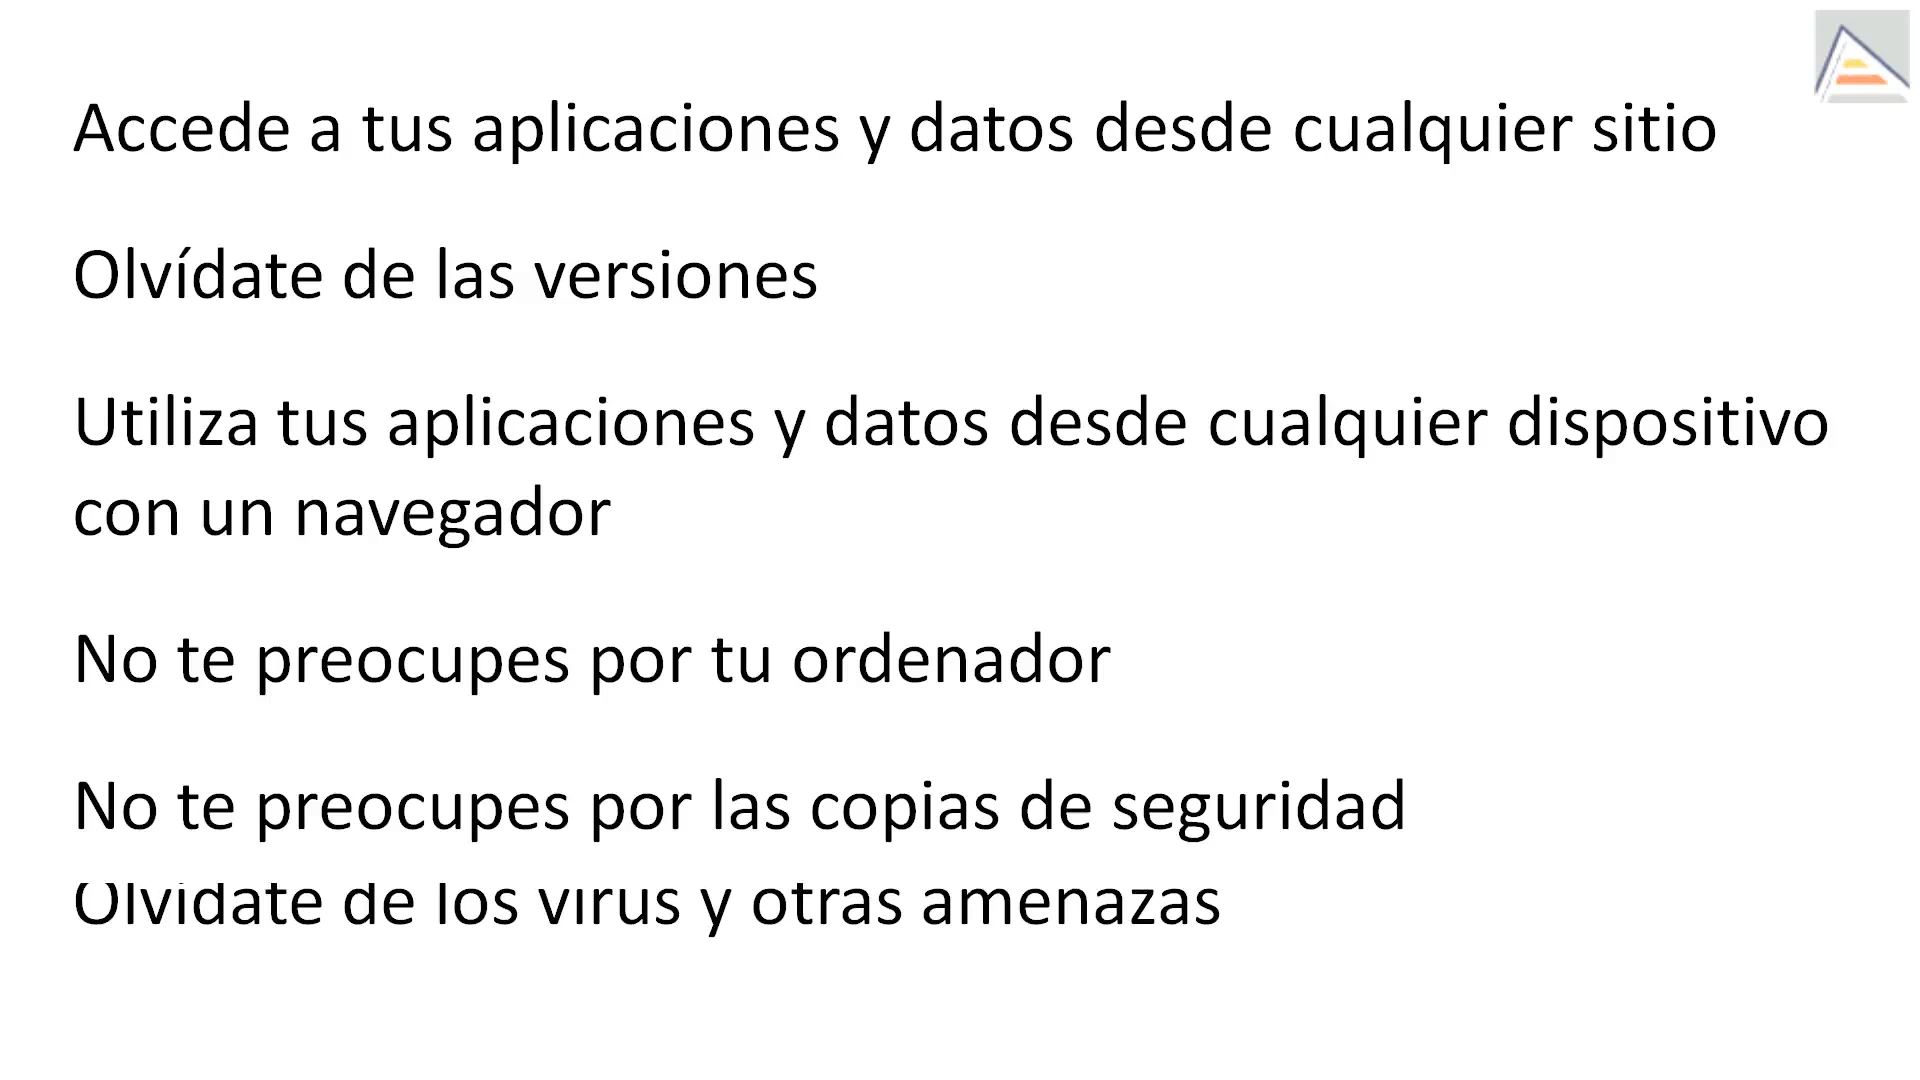 Accede a tus aplicaciones y datos desde cualquier sitio
Olvídate de las versiones
Utiliza tus aplicaciones y datos desde cualquier dispositivo
con un navegador
No te preocupes por tu ordenador
No te preocupes por las copias de seguridad
Olvídate de los virus y otras amenazas